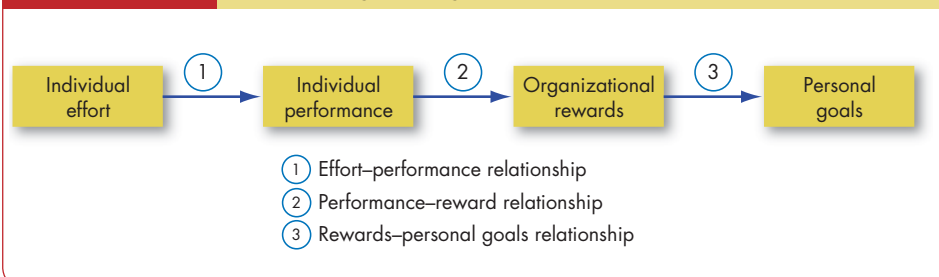 1
2
3
Individual
effort
Individual
performance
Organizational
rewards
Personal
goals
1 Effort–performance relationship
2 Performance–reward relationship
3 Rewards–personal goals relationship